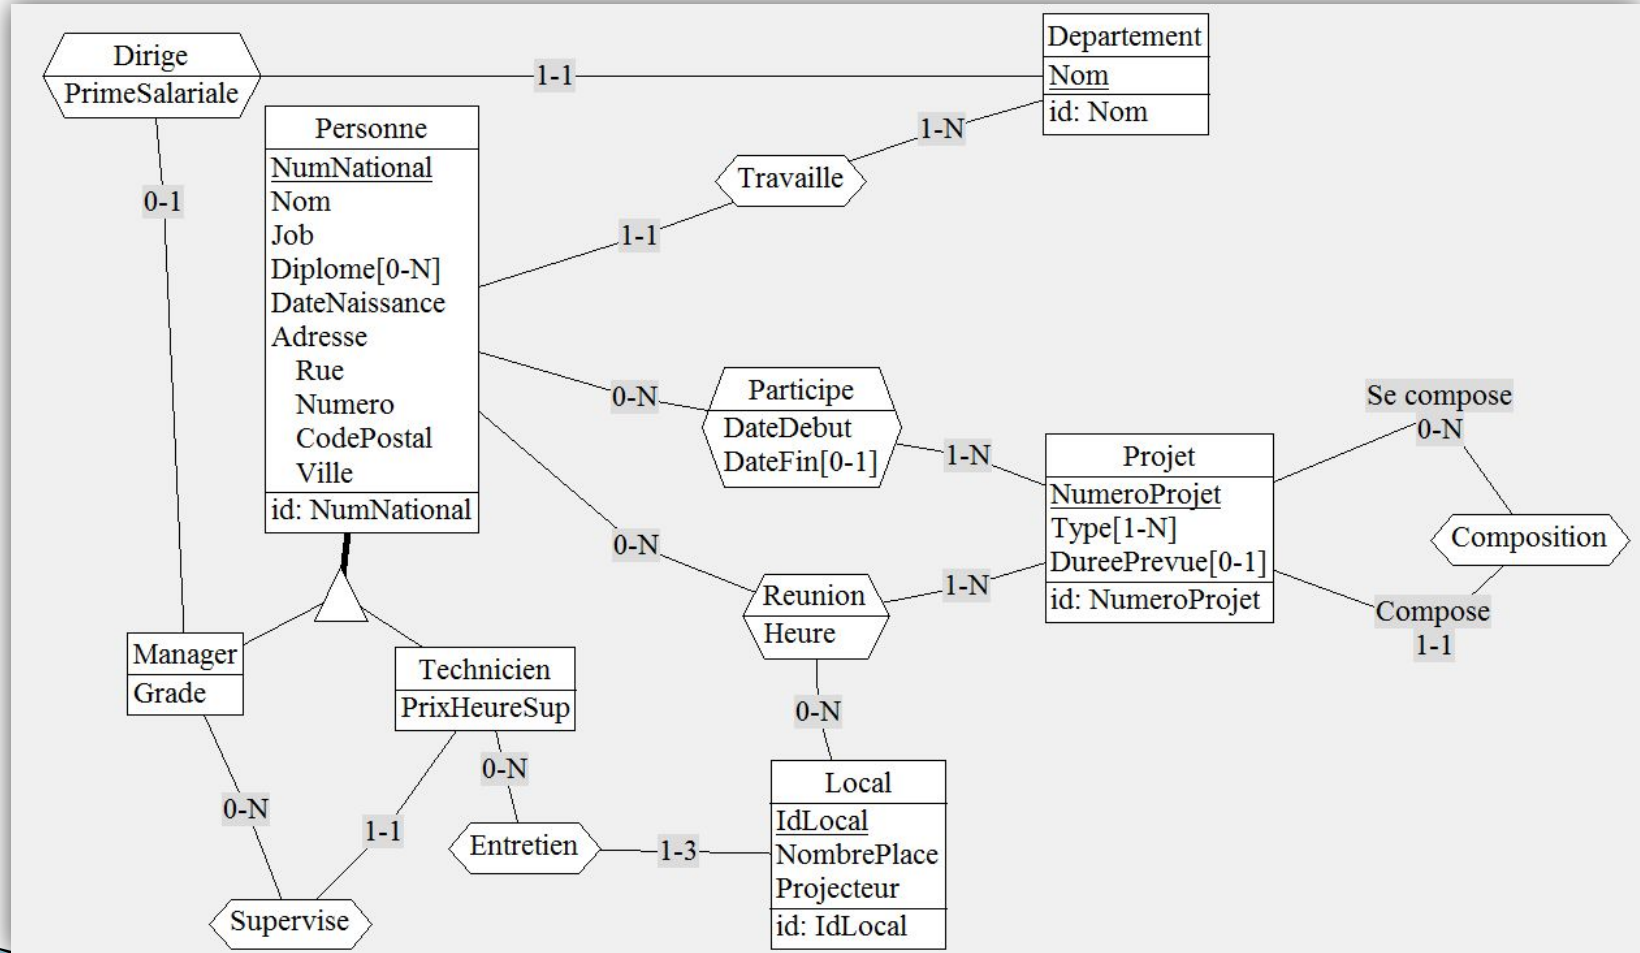 Dirige
PrimeSalariale
1-1
Departement
Nom
id: Nom
0-1
Personne
NumNational
Nom
Job
Diplome[0-N]
DateNaissance
Adresse
Rue
Numero
CodePostal
Ville
id: NumNational
1-N
Travaille
1-1
0-N
Participe
DateDebut
DateFin[0-1]
1-N
Projet
NumeroProjet
Type[1-N]
DureePrevue[0-1]
id: NumeroProjet
Se compose
0-N
Composition
Compose
1-1
0-N
Reunion
Heure
1-N
0-N
Manager
Grade
Technicien
PrixHeureSup
0-N
1-1
0-N
Supervise
Entretien
1-3
Local
IdLocal
NombrePlace
Projecteur
id: IdLocal